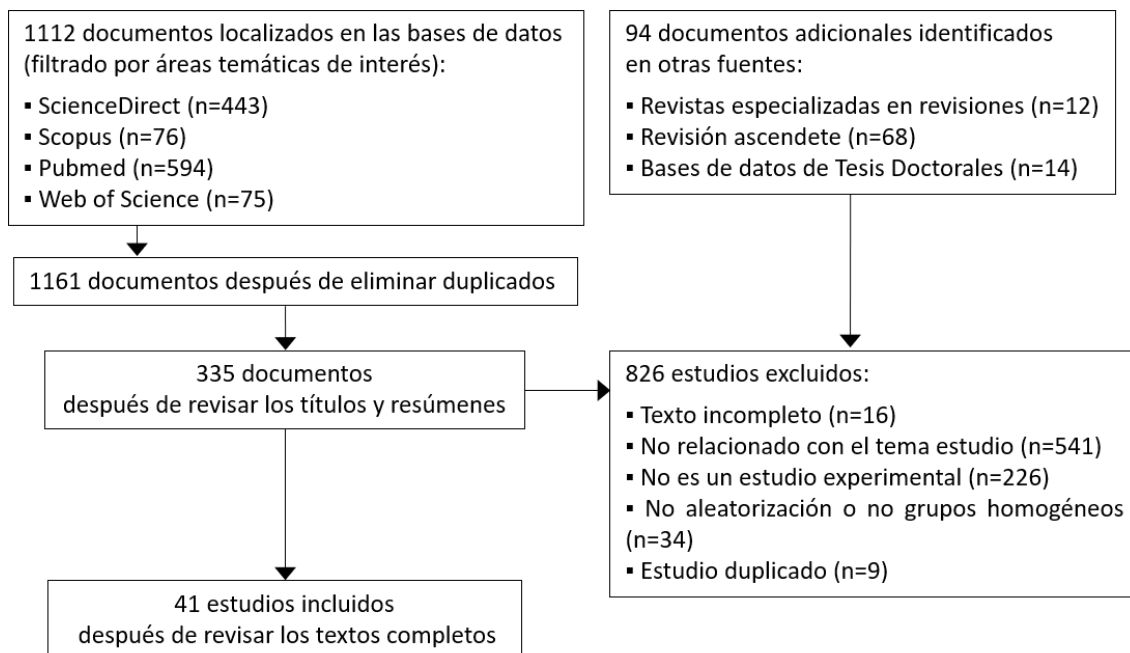 1112 documentos localizados en las bases de datos
(filtrado por áreas temáticas de interés):
▪ ScienceDirect (n=443)
▪ Scopus (n=76)
▪ Pubmed (n=594)
▪ Web of Science (n=75)
94 documentos adicionales identificados
en otras fuentes:
▪ Revistas especializadas en revisiones (n=12)
▪ Revisión ascendete (n=68)
▪ Bases de datos de Tesis Doctorales (n=14)
1161 documentos después de eliminar duplicados
335 documentos
después de revisar los títulos y resúmenes
826 estudios excluidos:
▪ Texto incompleto (n=16)
▪ No relacionado con el tema estudio (n=541)
▪ No es un estudio experimental (n=226)
▪ No aleatorización o no grupos homogéneos
(n=34)
▪ Estudio duplicado (n=9)
41 estudios incluidos
después de revisar los textos completos